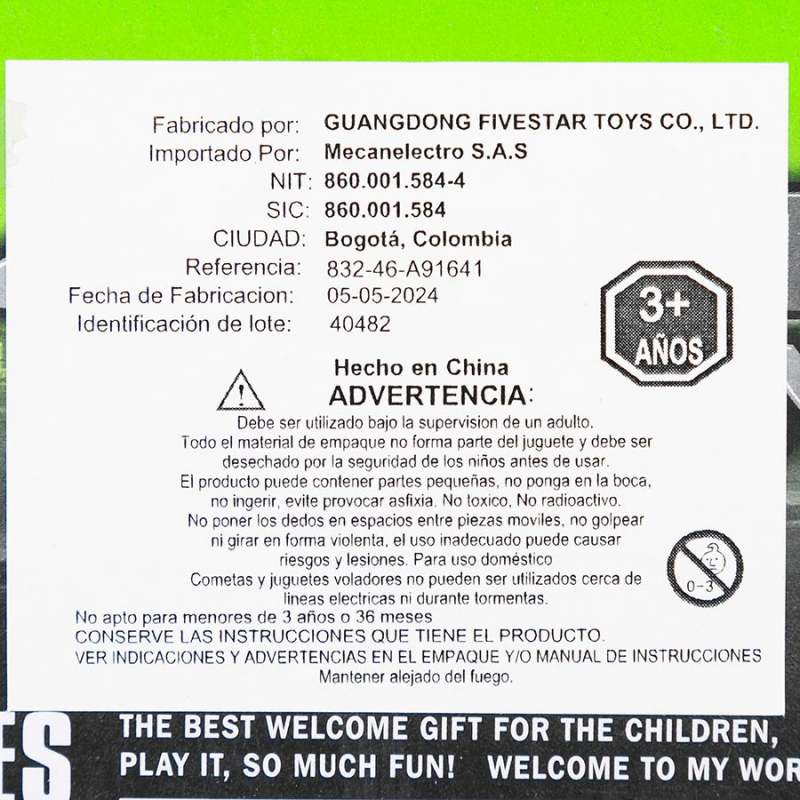 Fabricado por: GUANGDONG FIVESTAR TOYS CO., LTD.
Importado Por: Mecanelectro S.A.S
NIT: 860.001.584-4
SIC: 860.001.584
CIUDAD: Bogotá, Colombia
Referencia: 832-46-A91641
Fecha de Fabricacion: 05-05-2024
Identificación de lote: 40482
3+
AÑOS
Hecho en China
ADVERTENCIA:
Debe ser utilizado bajo la supervision de un adulto.
Todo el material de empaque no forma parte del juguete y debe ser
desechado por la seguridad de los niños antes de usar.
El producto puede contener partes pequeñas, no ponga en la boca,
no ingerir, evite provocar asfixia. No toxico, No radioactivo.
No poner los dedos en espacios entre piezas moviles, no golpear
ni girar en forma violenta, el uso inadecuado puede causar
riesgos y lesiones. Para uso doméstico
Cometas y juguetes voladores no pueden ser utilizados cerca de
lineas electricas ni durante tormentas.
0-3
No apto para menores de 3 años o 36 meses
CONSERVE LAS INSTRUCCIONES QUE TIENE EL PRODUCTO.
VER INDICACIONES Y ADVERTENCIAS EN EL EMPAQUE Y/O MANUAL DE INSTRUCCIONES
Mantener alejado del fuego.
ES
THE BEST WELCOME GIFT FOR THE CHILDREN,
PLAY IT, SO MUCH FUN! WELCOME TO MY WOR